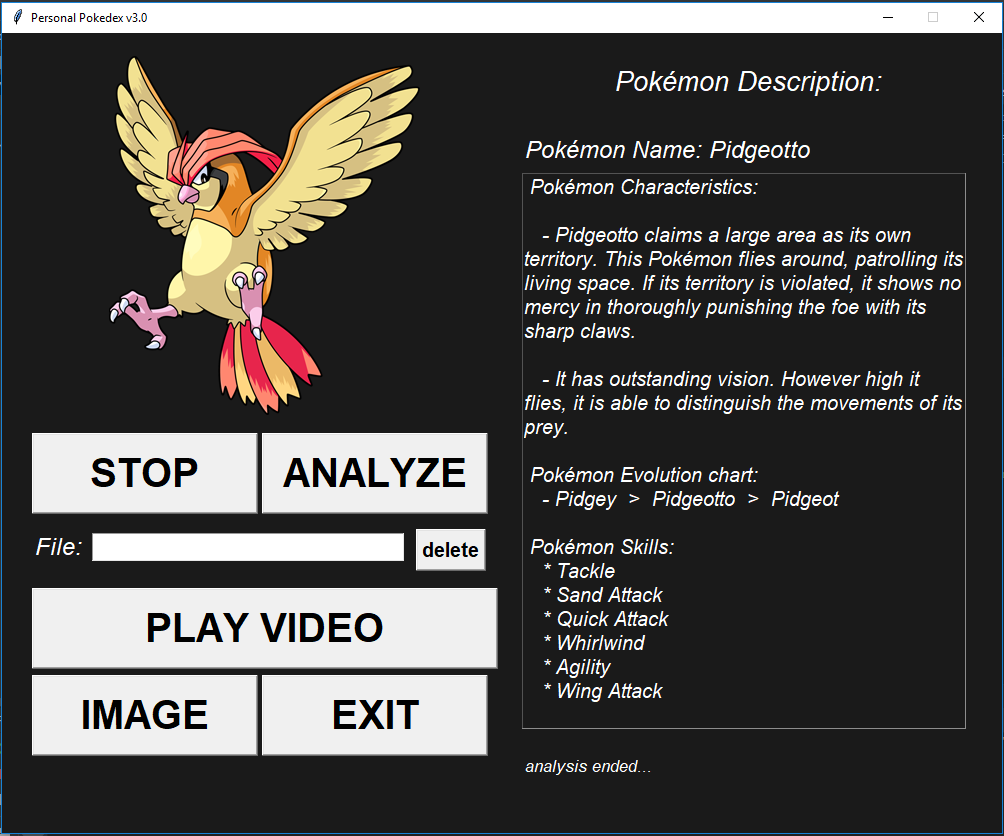 Personal Pokedex v3.0
Pokémon Description:
Pokémon Name: Pidgeotto
Pokémon Characteristics:
- Pidgeotto claims a large area as its own
territory. This Pokémon flies around, patrolling its
living space. If its territory is violated, it shows no
mercy in thoroughly punishing the foe with its
sharp claws.
- It has outstanding vision. However high it
flies, it is able to distinguish the movements of its
prey.
Pokémon Evolution chart:
- Pidgey > Pidgeotto > Pidgeot
Pokémon Skills:
* Tackle
* Sand Attack
* Quick Attack
* Whirlwind
* Agility
* Wing Attack
analysis ended...
STOP
ANALYZE
File:
delete
PLAY VIDEO
IMAGE
EXIT